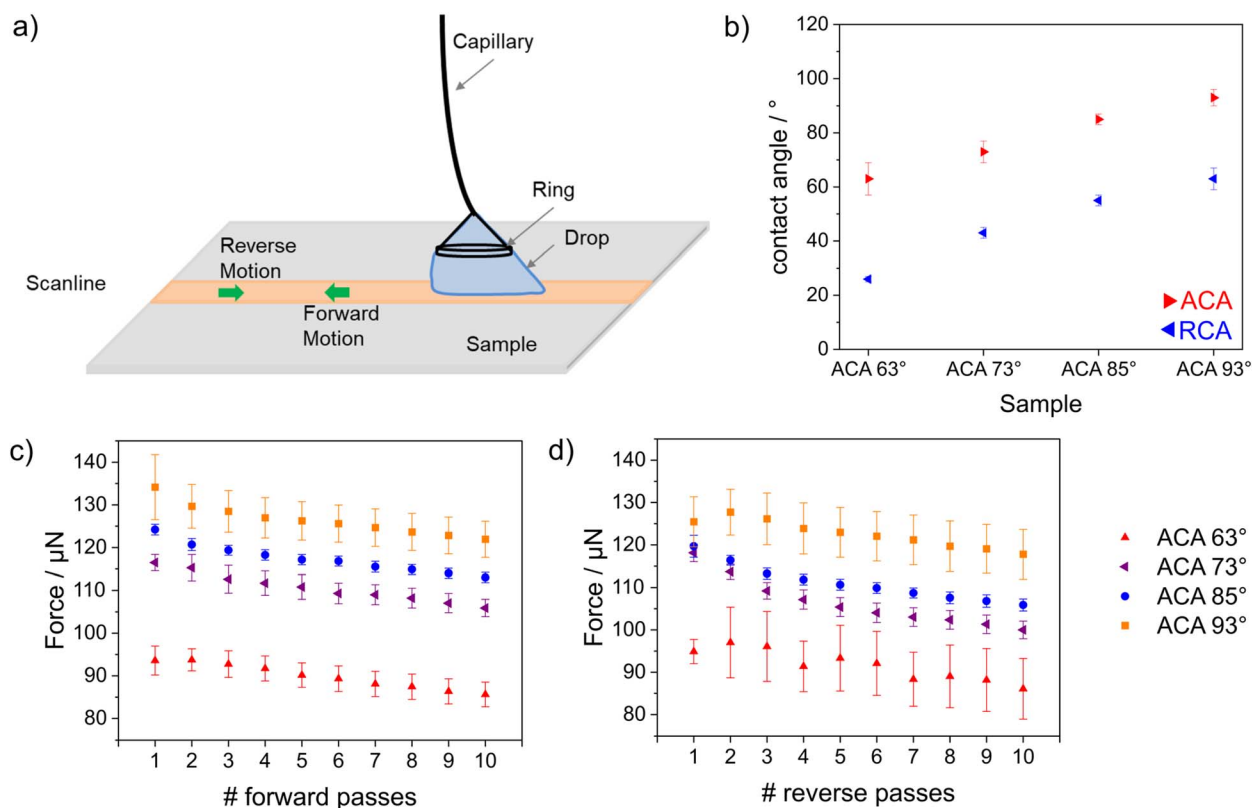 a)
Capillary
Ring
Drop
Reverse
Motion
Scanline
Forward
Motion
Sample
b)
120
100
80
60
40
20
0
contact angle / °
ACA
RCA
ACA 63° ACA 73° ACA 85° ACA 93°
Sample
c)
140
130
120
110
100
90
80
Force / µN
1 2 3 4 5 6 7 8 9 10
# forward passes
d)
140
130
120
110
100
90
80
Force / µN
1 2 3 4 5 6 7 8 9 10
# reverse passes
ACA 63°
ACA 73°
ACA 85°
ACA 93°